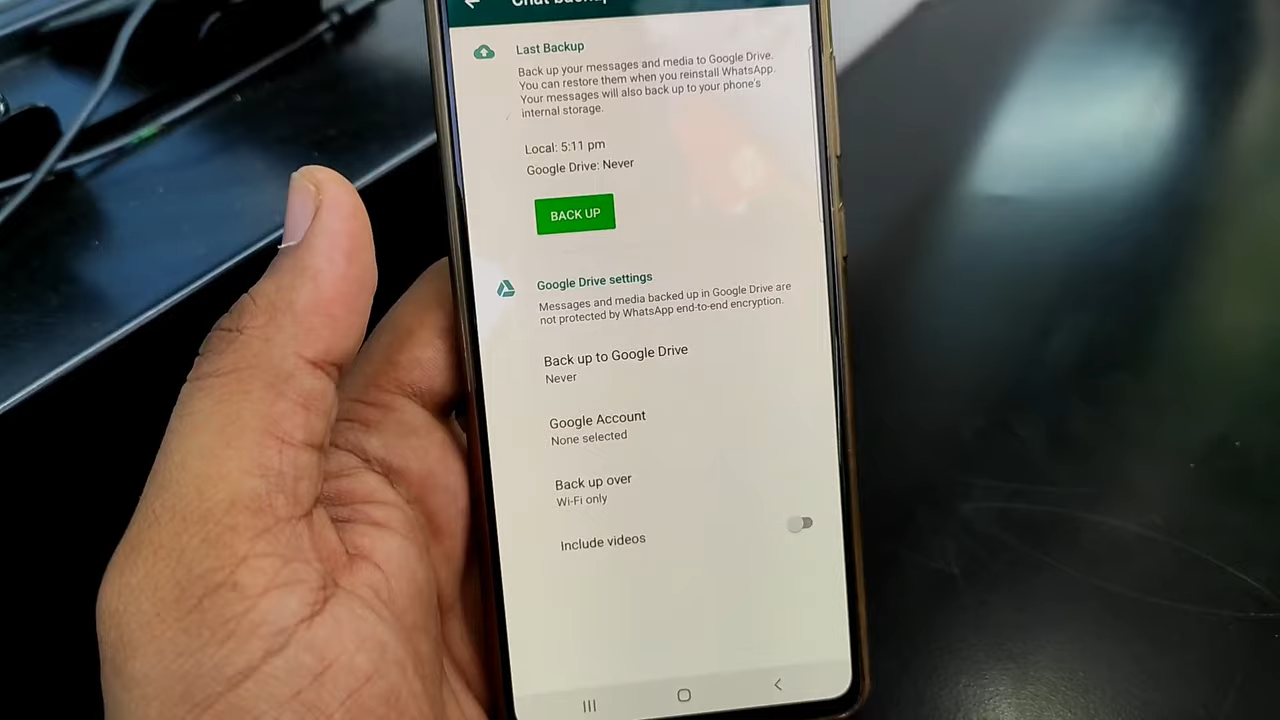 Chat backup
Last Backup
Back up your messages and media to Google Drive.
You can restore them when you reinstall WhatsApp.
Your messages will also back up to your phone's
internal storage.
Local: 5:11 pm
Google Drive: Never
BACK UP
Google Drive settings
Messages and media backed up in Google Drive are
not protected by WhatsApp end-to-end encryption.
Back up to Google Drive
Never
Google Account
None selected
Back up over
Wi-Fi only
Include videos